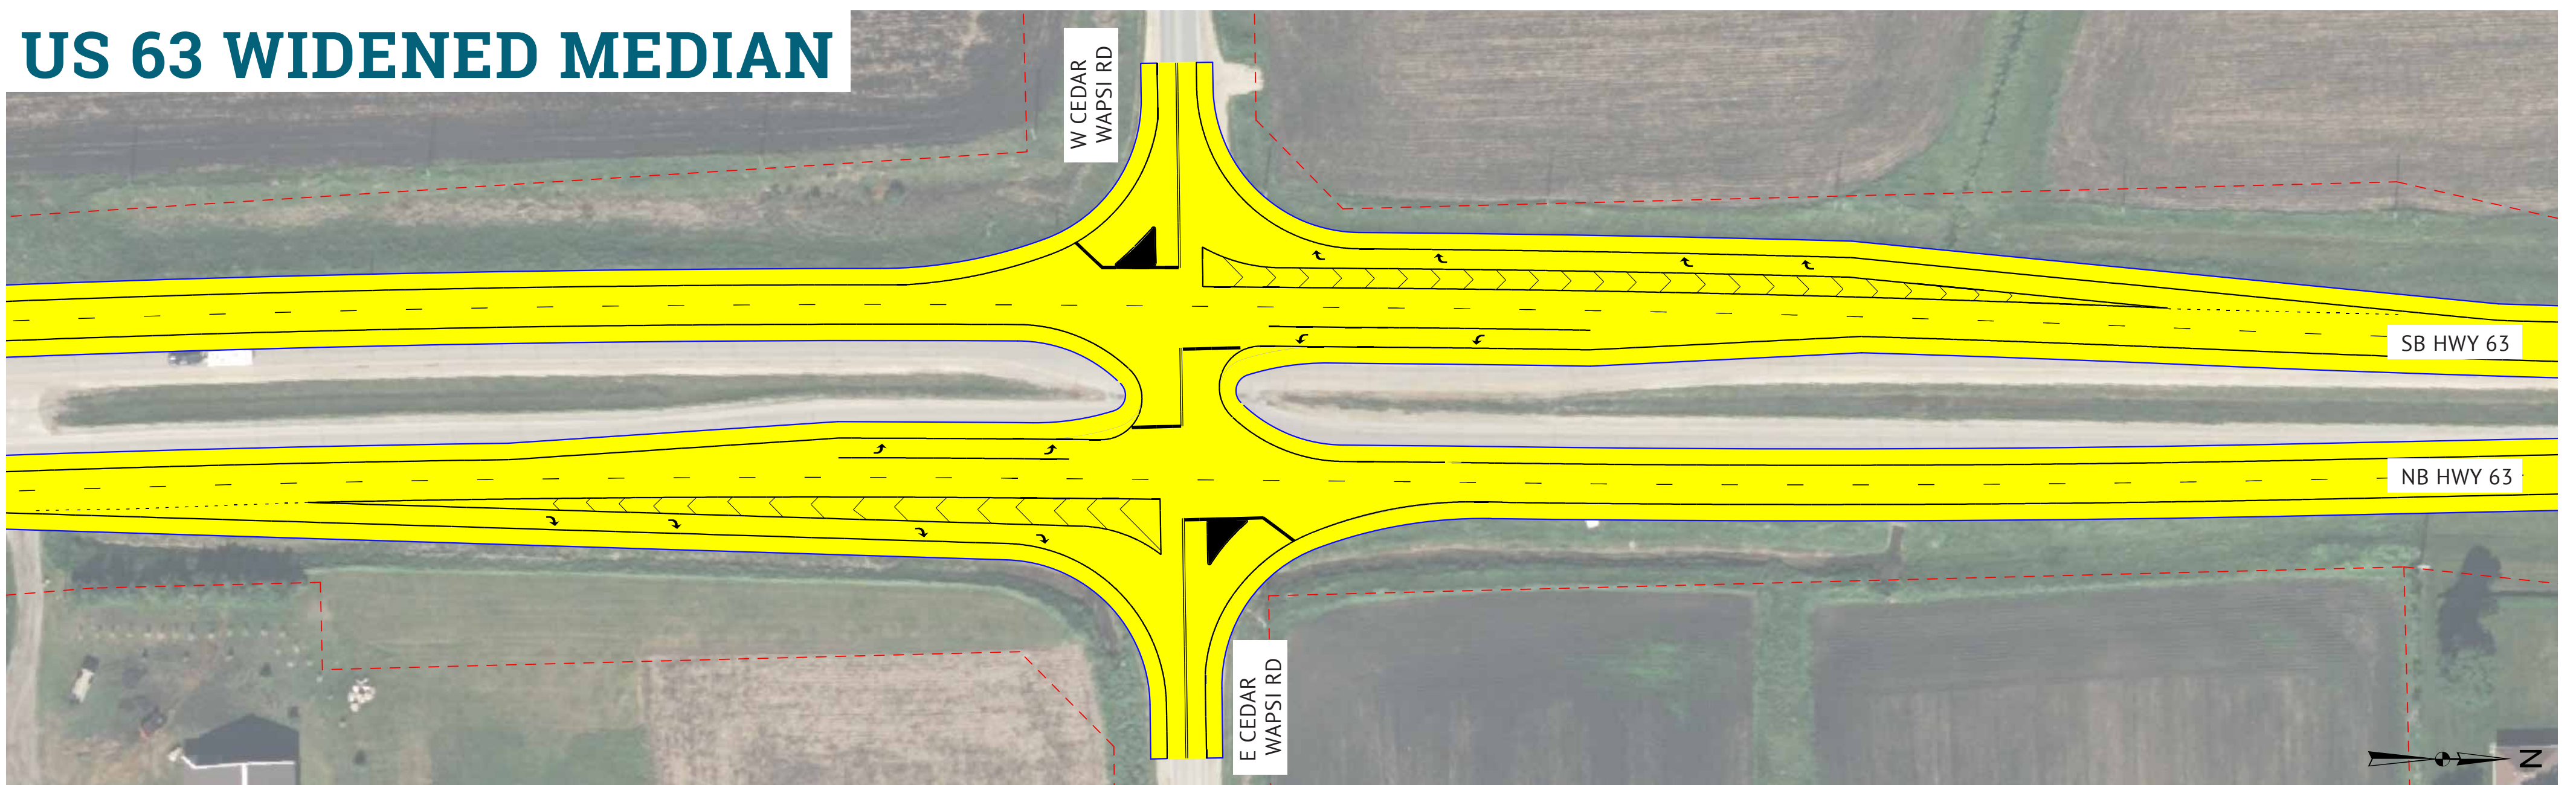 US 63 WIDENED MEDIAN
W CEDAR
WAPSI RD
SB HWY 63
NB HWY 63
E CEDAR
WAPSI RD
N